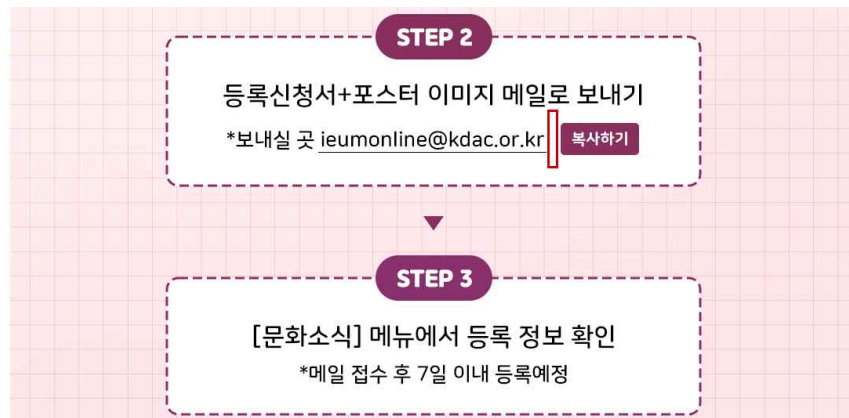 STEP 2
등록신청서+포스터 이미지 메일로 보내기
*보내실 곳 ieumonline@kdac.or.kr 복사하기
STEP 3
[문화소식] 메뉴에서 등록 정보 확인
*메일 접수 후 7일 이내 등록예정